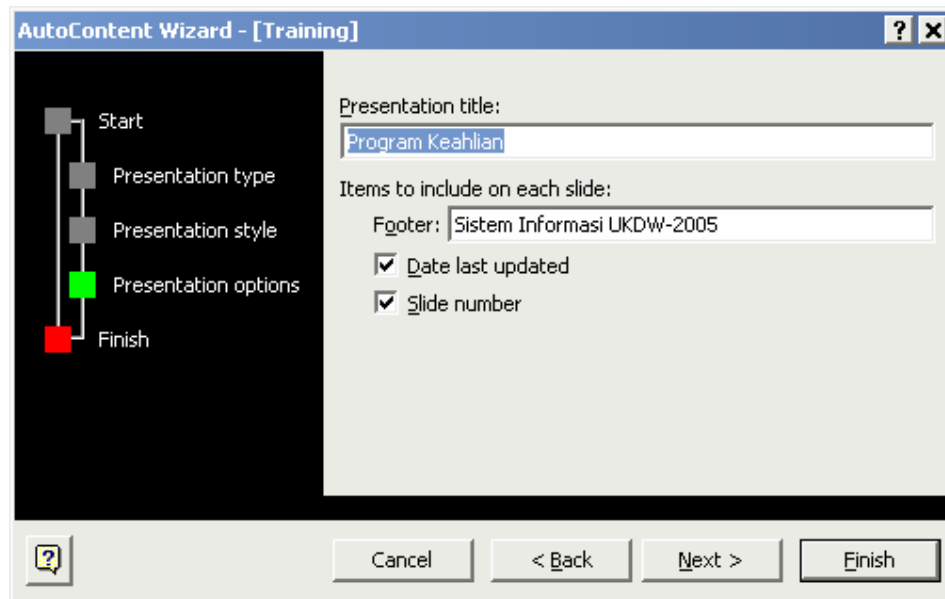 AutoContent Wizard - [Training]
Start
Presentation type
Presentation style
Presentation options
Finish
Presentation title:
Program Keahlian
Items to include on each slide:
Footer: Sistem Informasi UKDW-2005
Date last updated
Slide number
Cancel
< Back
Next >
Finish